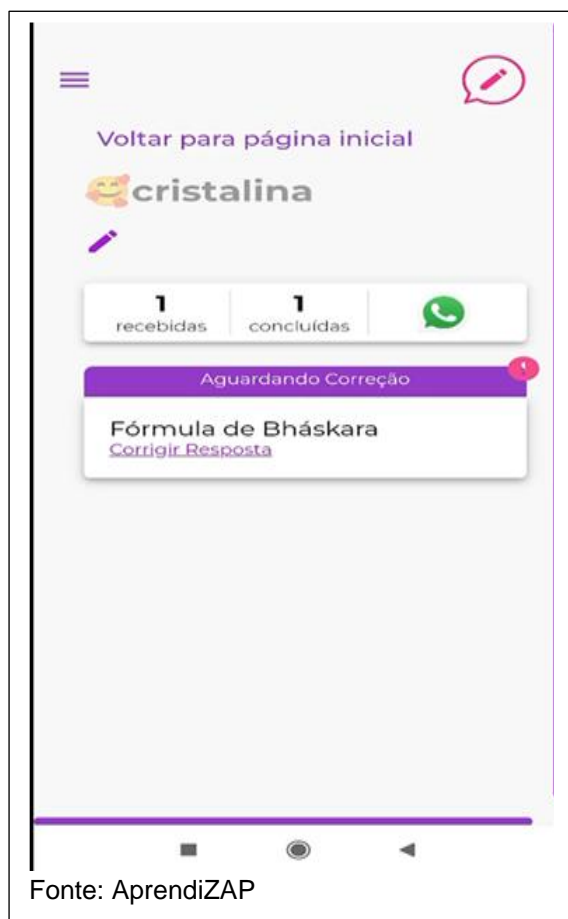 Voltar para página inicial
🥰cristalina
1 1
recebidas concluídas
Aguardando Correção
Fórmula de Bháskara
Corrigir Resposta
Fonte: AprendiZAP